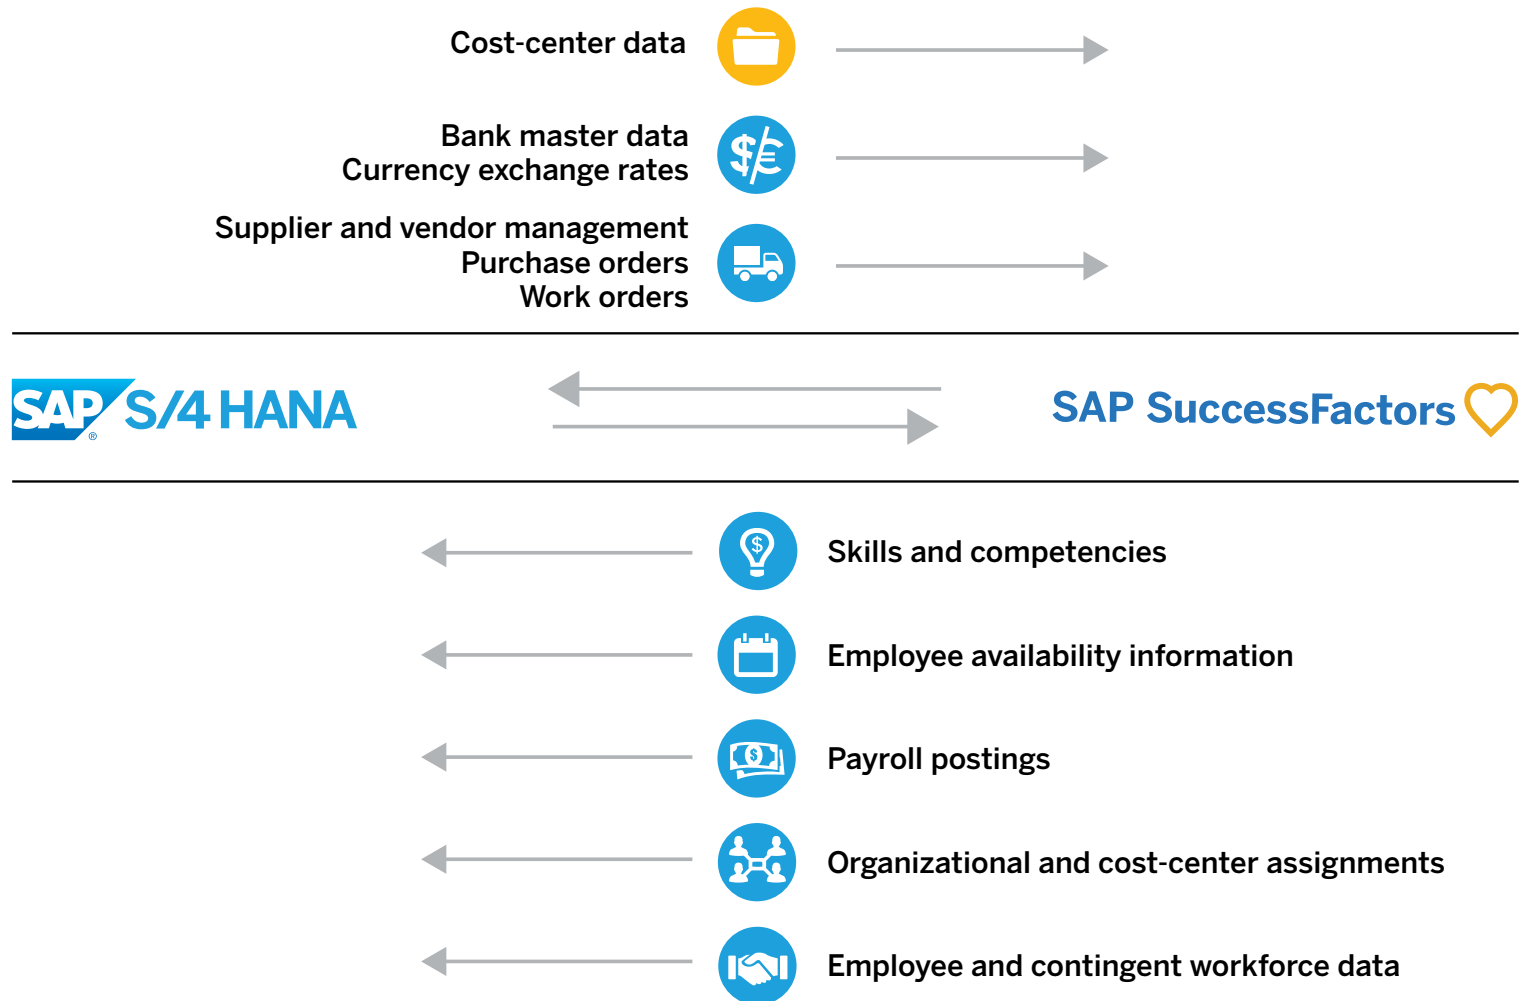 Cost-center data
Bank master data
Currency exchange rates
$/€
Supplier and vendor management
Purchase orders
Work orders
SAP® S/4 HANA
SAP SuccessFactors
$
Skills and competencies
Employee availability information
$
Payroll postings
Organizational and cost-center assignments
Employee and contingent workforce data